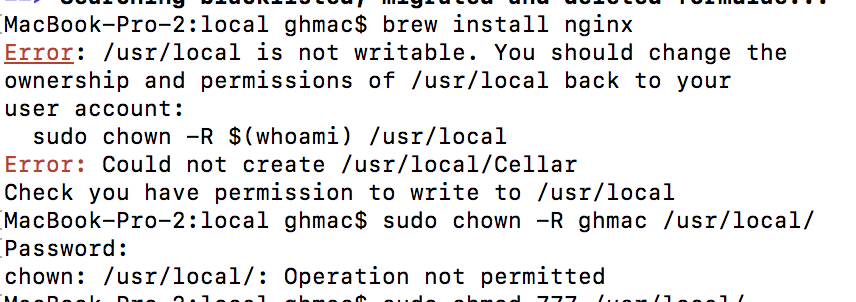 ==> Searching blacklisted, migrated and deleted formulae...
MacBook-Pro-2:local ghmac$ brew install nginx
Error: /usr/local is not writable. You should change the
ownership and permissions of /usr/local back to your
user account:
  sudo chown -R $(whoami) /usr/local
Error: Could not create /usr/local/Cellar
Check you have permission to write to /usr/local
MacBook-Pro-2:local ghmac$ sudo chown -R ghmac /usr/local/
Password:
chown: /usr/local/: Operation not permitted
MacBook-Pro-2:local ghmac$ sudo chmod 777 /usr/local/